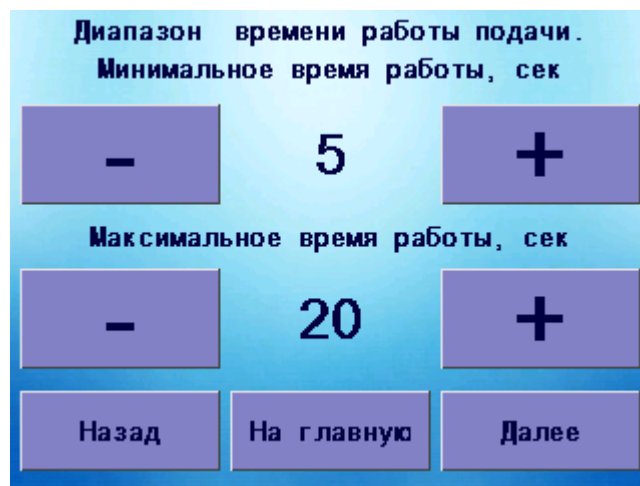 Диапазон времени работы подачи.
Минимальное время работы, сек
- 5 +
Максимальное время работы, сек
- 20 +
Назад На главную Далее